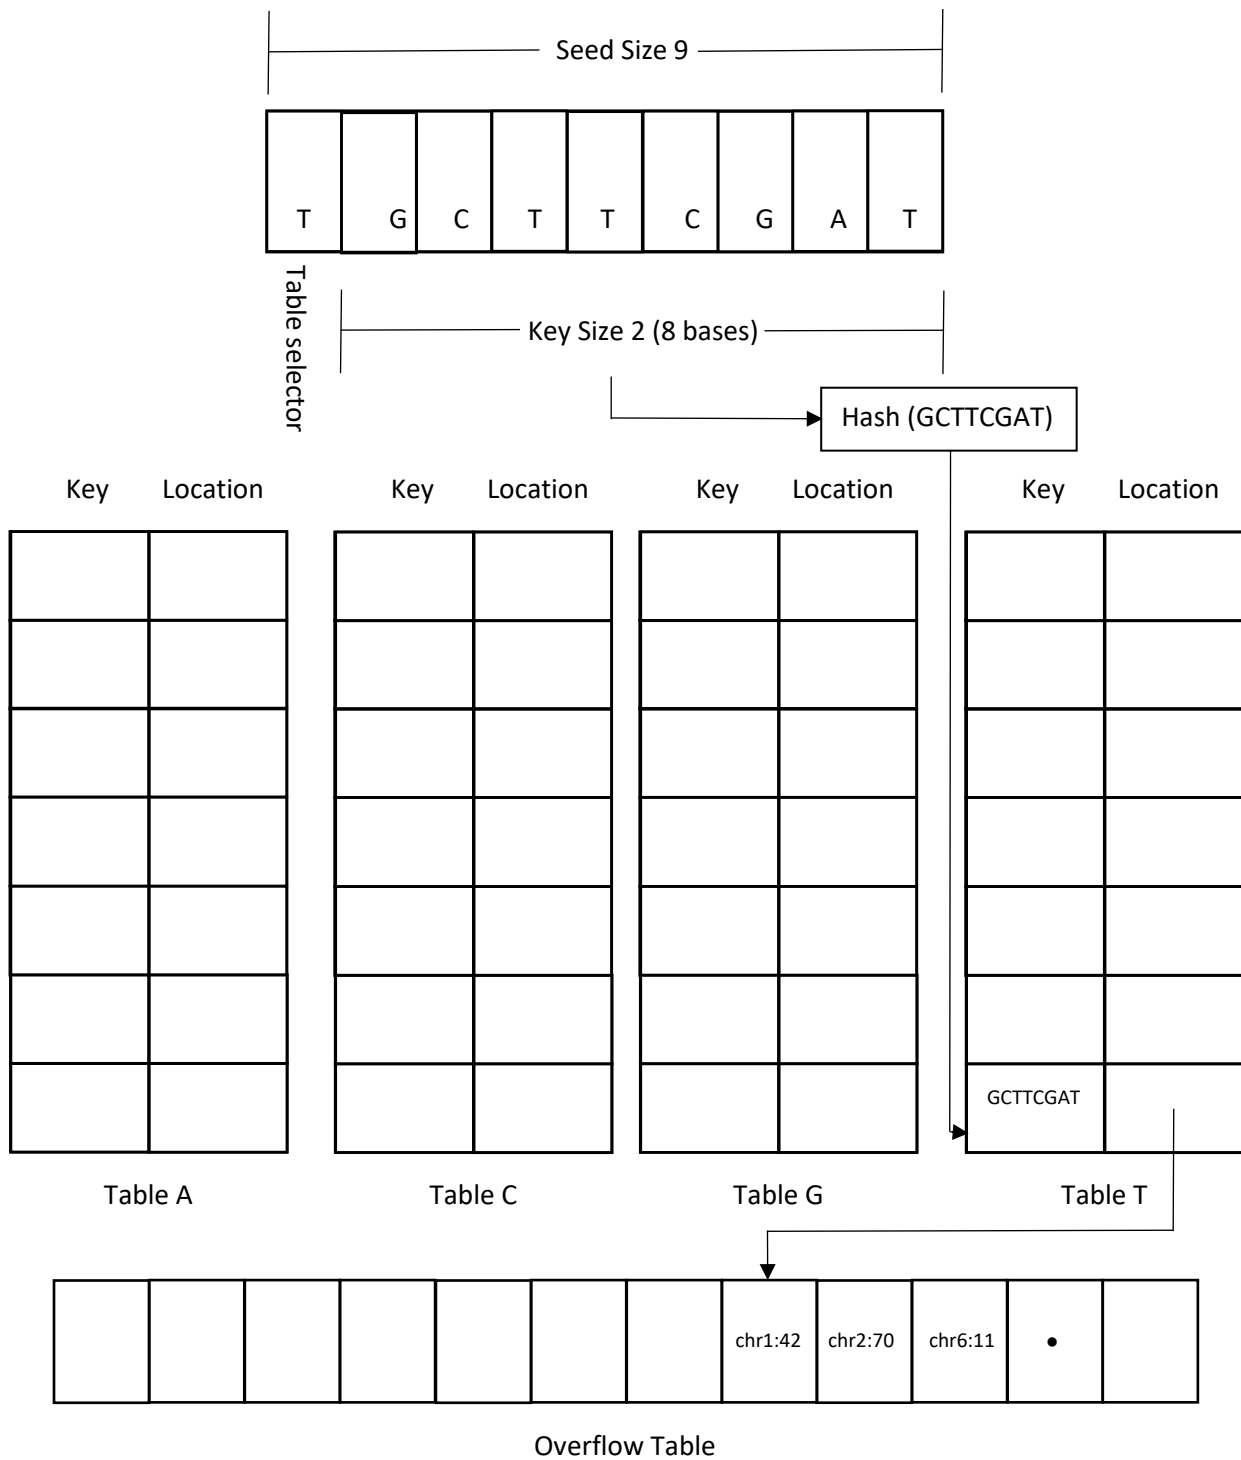 Seed Size 9
T G C T T C G A T
Table selector
Key Size 2 (8 bases)
Hash (GCTTCGAT)
Key Location Key Location Key Location Key Location
GCTTCGAT
Table A Table C Table G Table T
chr1:42 chr2:70 chr6:11 •
Overflow Table